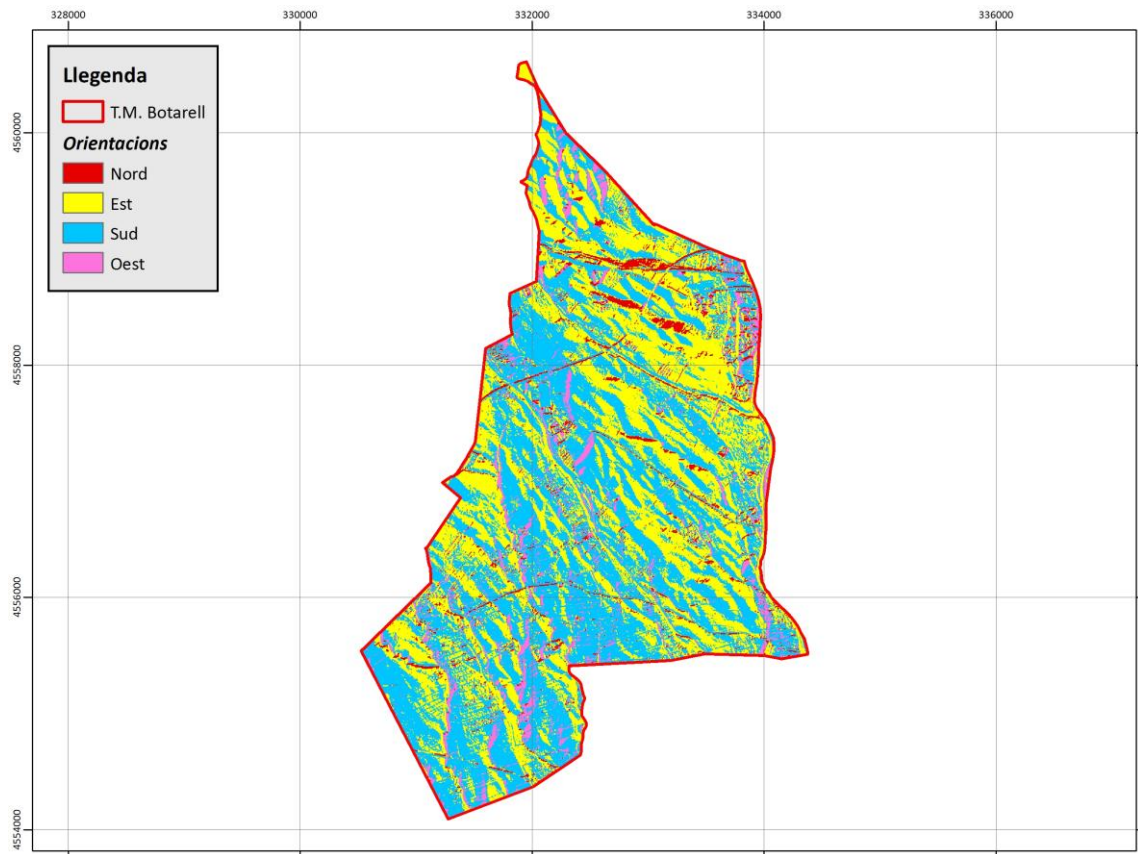 328000 330000 332000 334000 336000
Llegenda
T.M. Botarell
Orientacions
Nord
Est
Sud
Oest
4560000
4558000
4556000
4554000